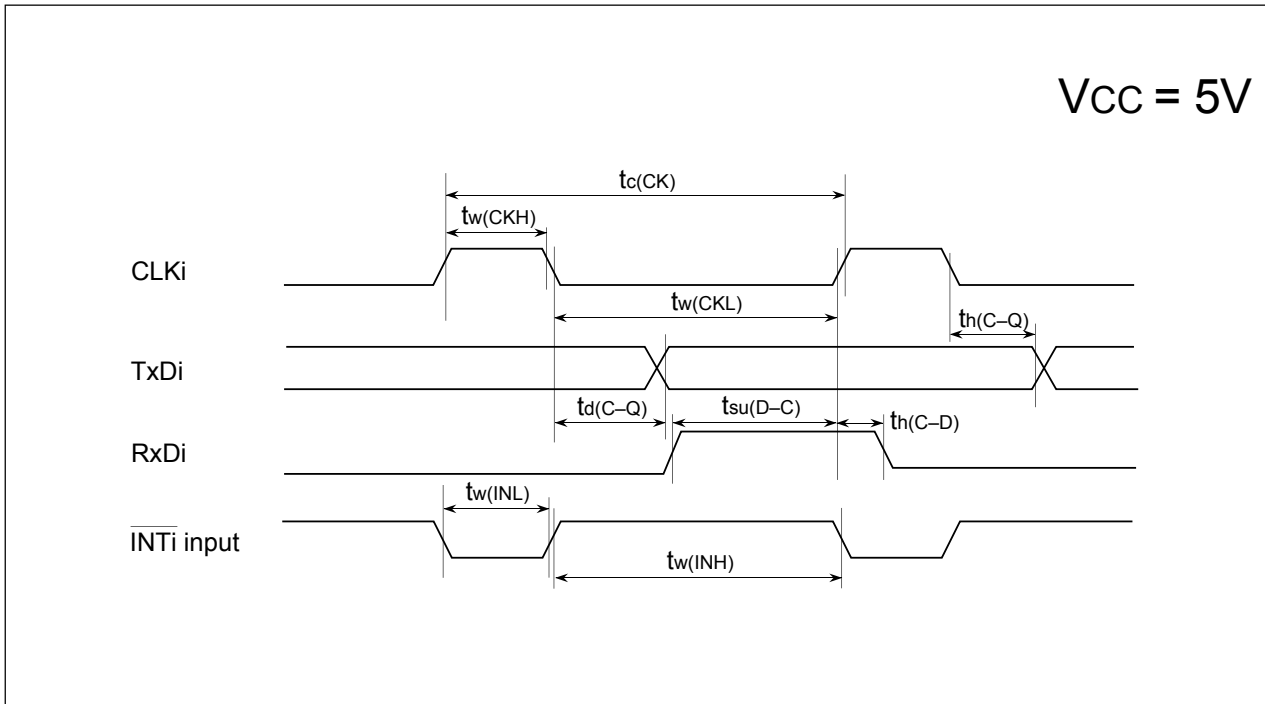 VCC = 5V
tc(CK)
tw(CKH)
CLKi
tw(CKL)
th(C–Q)
TxDi
td(C–Q)
tsu(D–C)
th(C–D)
RxDi
tw(INL)
INTi input
tw(INH)